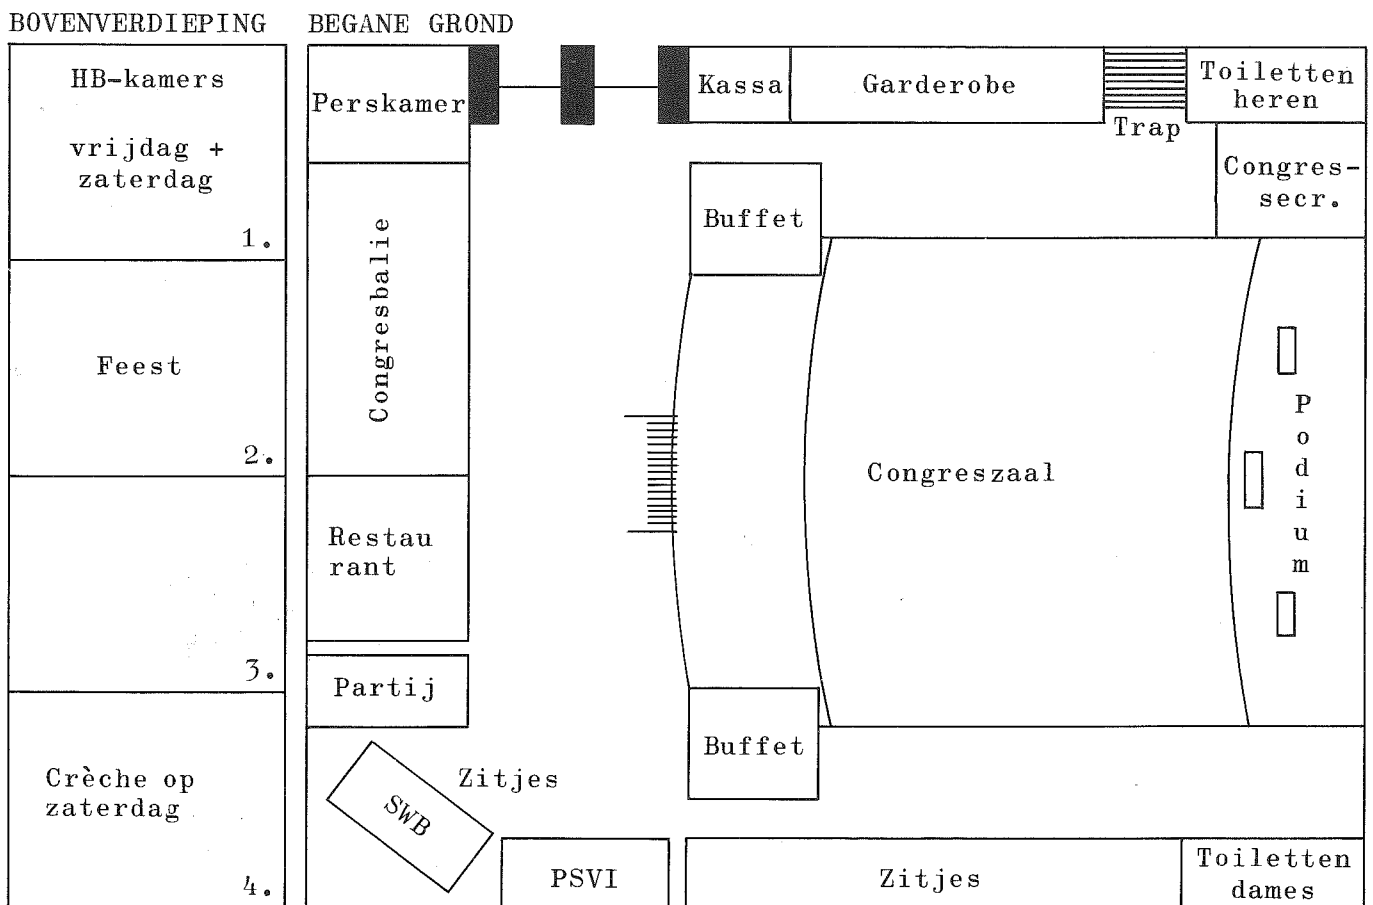 BOVENVERDIEPING
HB-kamers
vrijdag +
zaterdag
1.
Feest
2.
3.
Crèche op
zaterdag
4.
BEGANE GROND
Perskamer
Congresbalie
Restau
rant
Partij
SWB
Zitjes
PSVI
Kassa
Garderobe
Trap
Toiletten
heren
Congres-
secr.
Buffet
Congreszaal
Podium
Buffet
Zitjes
Toiletten
dames